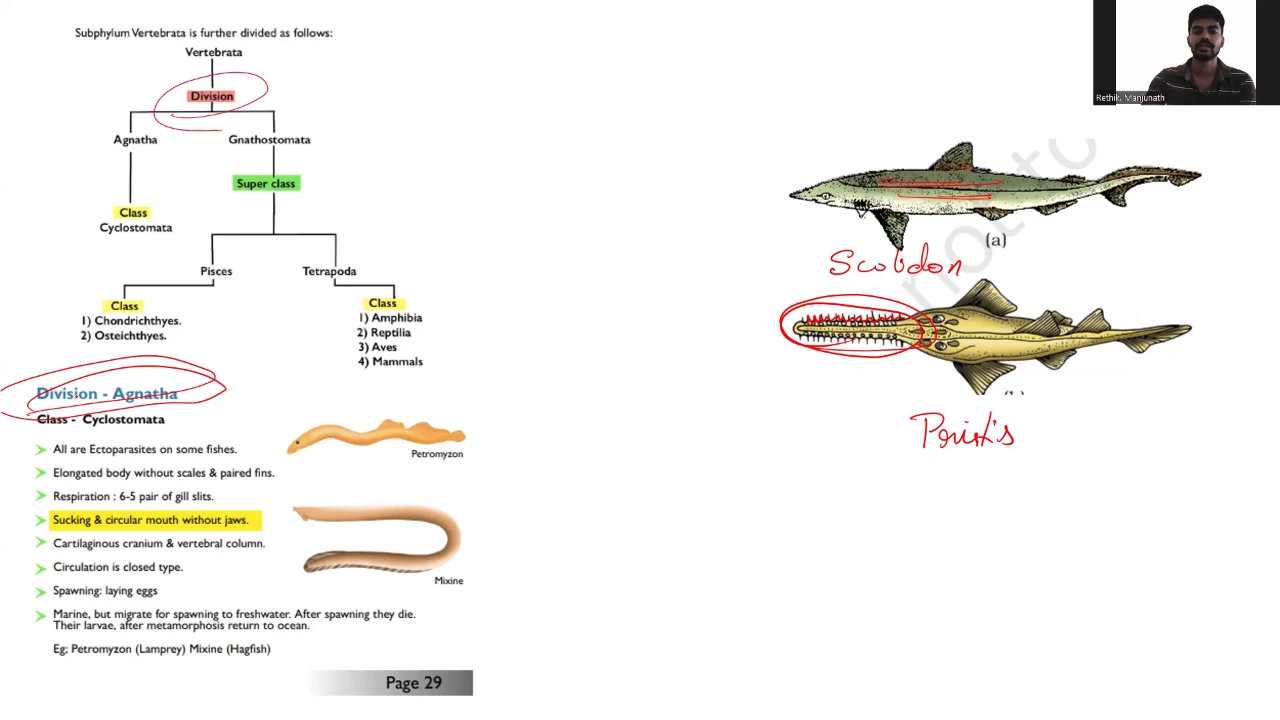 Subphylum Vertebrata is further divided as follows:
Vertebrata
Division
Agnatha Gnathostomata
Super class
Class
Cyclostomata
Pisces Tetrapoda
Class
1) Chondrichthyes.
2) Osteichthyes.
Class
1) Amphibia
2) Reptilia
3) Aves
4) Mammals
Division - Agnatha
Class - Cyclostomata
All are Ectoparasites on some fishes.
Elongated body without scales & paired fins.
Respiration : 6-5 pair of gill slits.
Sucking & circular mouth without jaws.
Cartilaginous cranium & vertebral column.
Circulation is closed type.
Spawning: laying eggs
Marine, but migrate for spawning to freshwater. After spawning they die.
Their larvae, after metamorphosis return to ocean.
Eg; Petromyzon (Lamprey) Mixine (Hagfish)
Petromyzon
Mixine
Page 29
Rethik. Manjunath
(a)